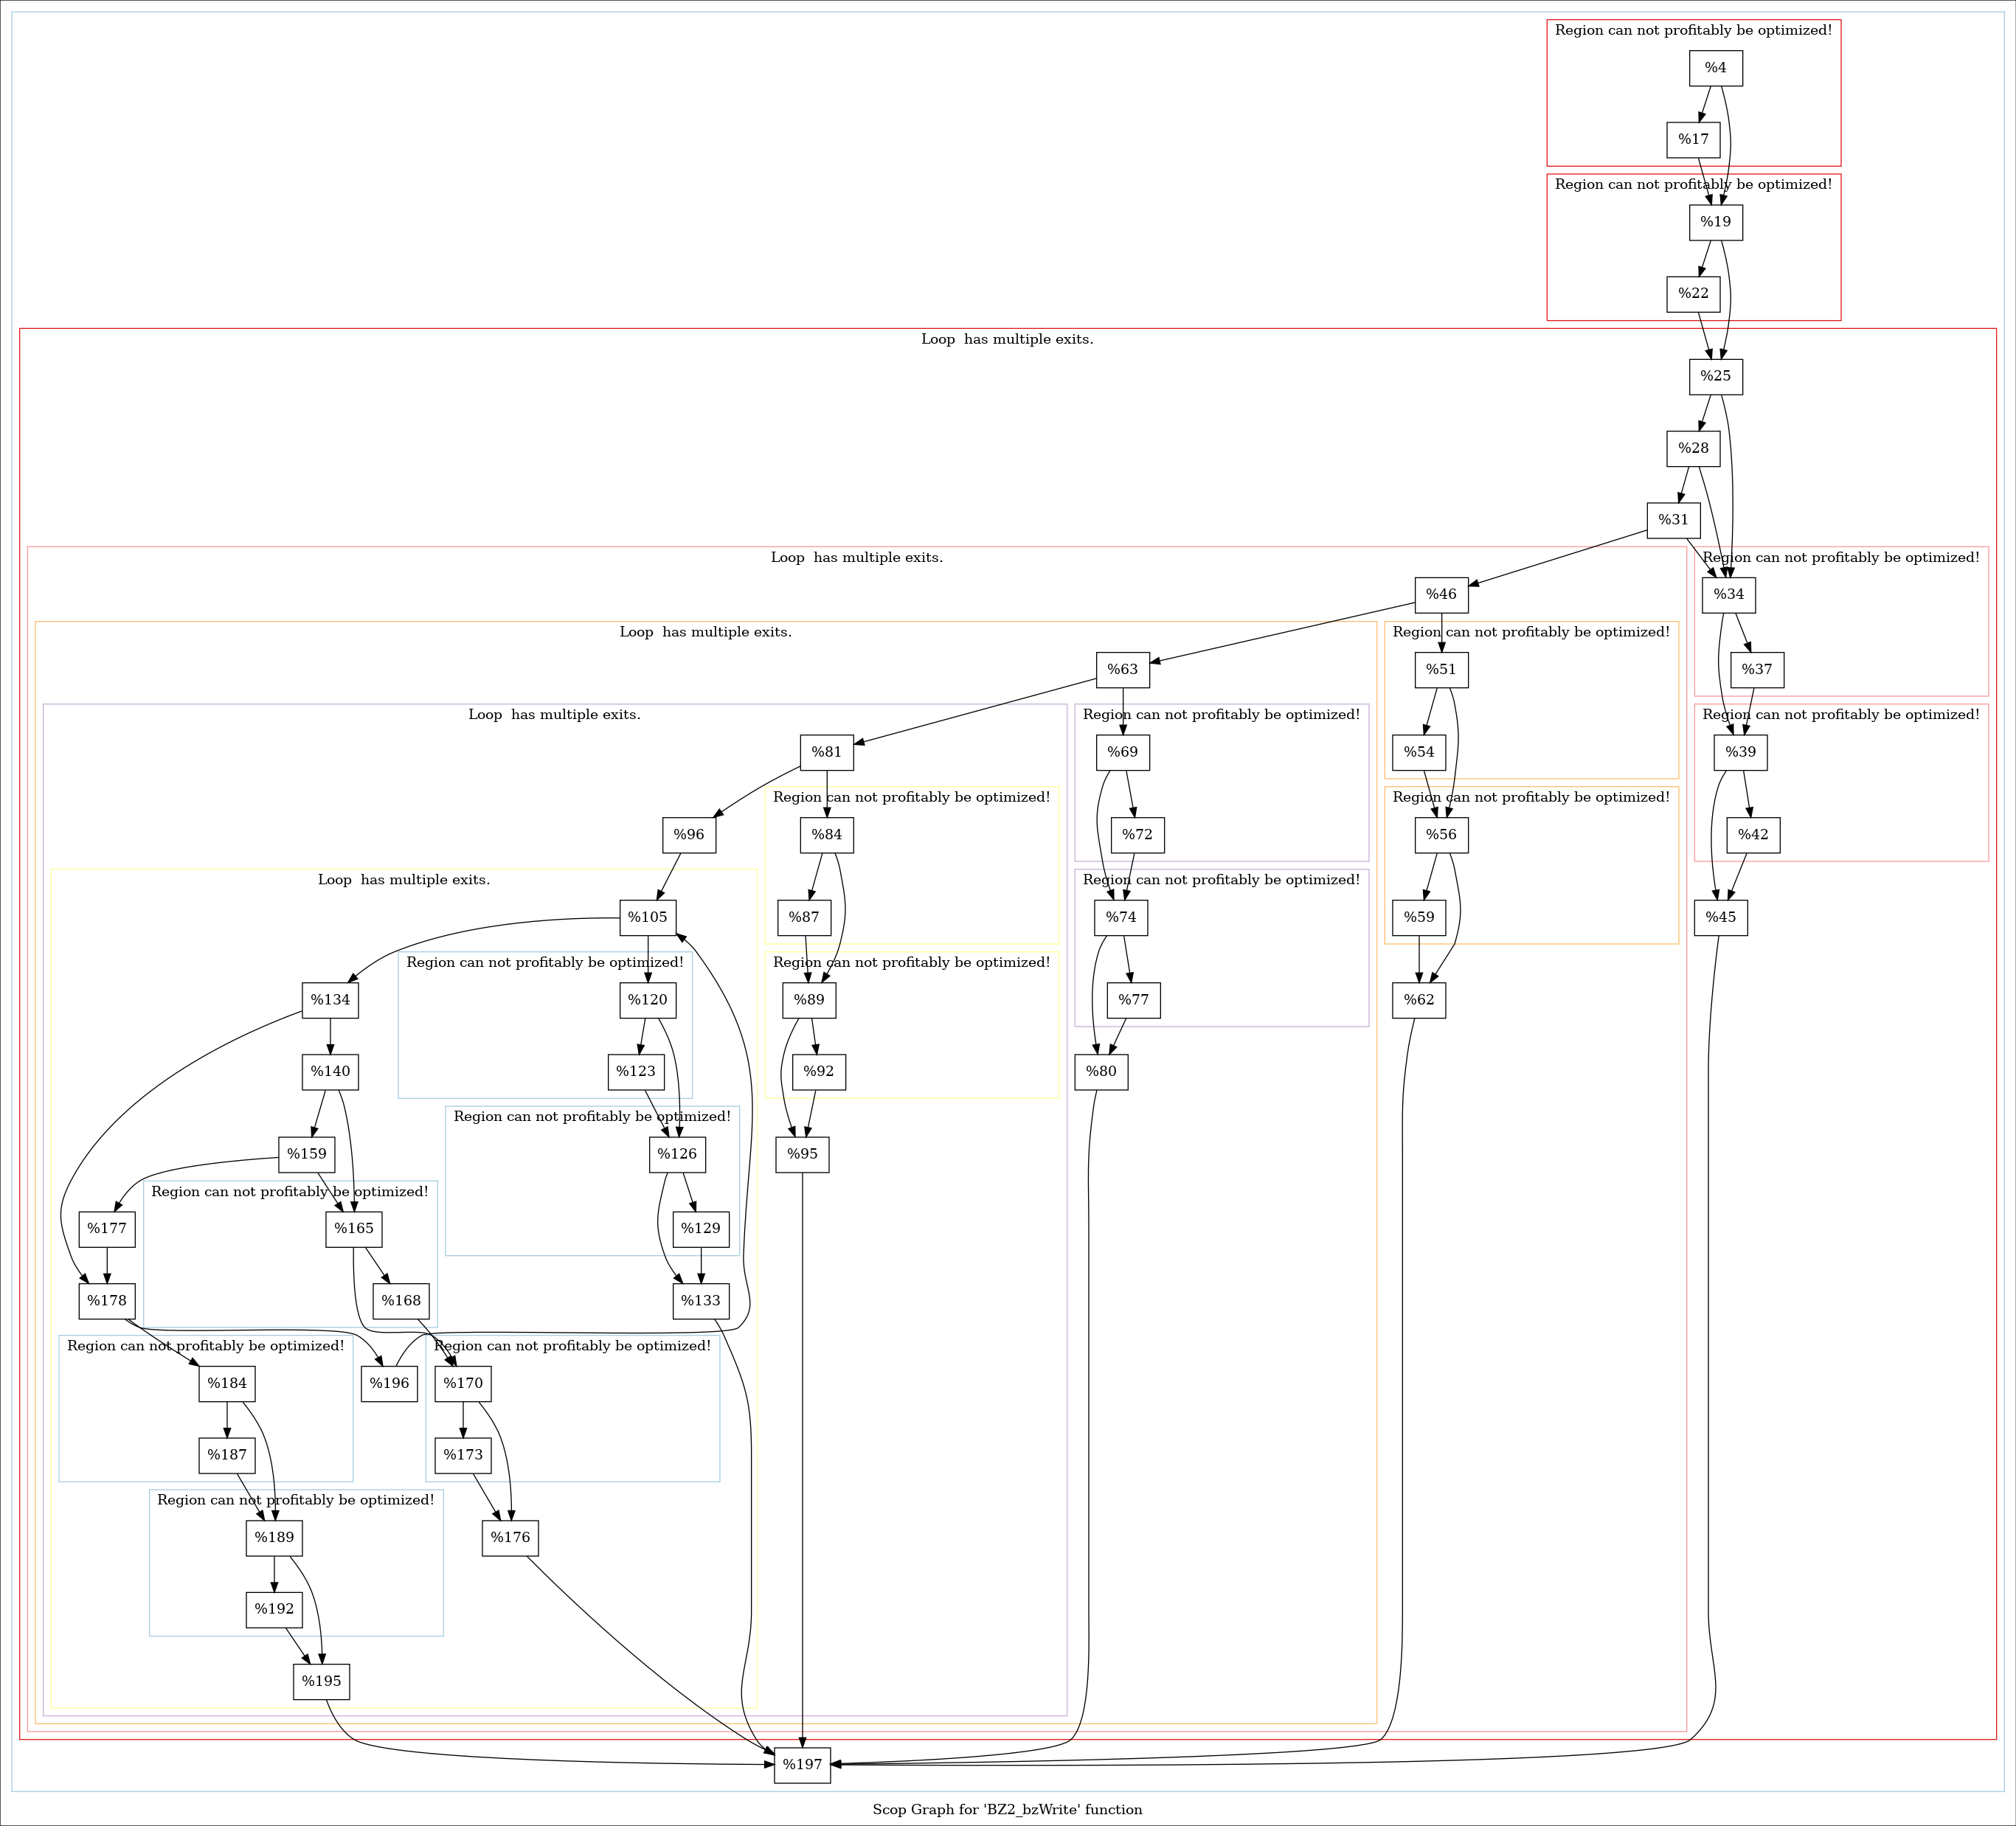 Region can not profitably be optimized!
%4
%17
Region can not profitably be optimized!
%19
%22
Loop  has multiple exits.
%25
%28
%31
Loop  has multiple exits.
Region can not profitably be optimized!
%46
%34
Loop  has multiple exits.
Region can not profitably be optimized!
%63
%51
%37
Loop  has multiple exits.
Region can not profitably be optimized!
Region can not profitably be optimized!
%81
%69
%54
%39
Region can not profitably be optimized!
Region can not profitably be optimized!
%96
%84
%72
%56
%42
Loop  has multiple exits.
Region can not profitably be optimized!
%105
%87
%74
%59
%45
Region can not profitably be optimized!
Region can not profitably be optimized!
%134
%120
%89
%77
%62
%140
%123
%92
%80
Region can not profitably be optimized!
%159
%126
%95
Region can not profitably be optimized!
%177
%165
%129
%178
%168
%133
Region can not profitably be optimized!
Region can not profitably be optimized!
%184
%196
%170
%187
%173
Region can not profitably be optimized!
%189
%176
%192
%195
%197
Scop Graph for 'BZ2_bzWrite' function